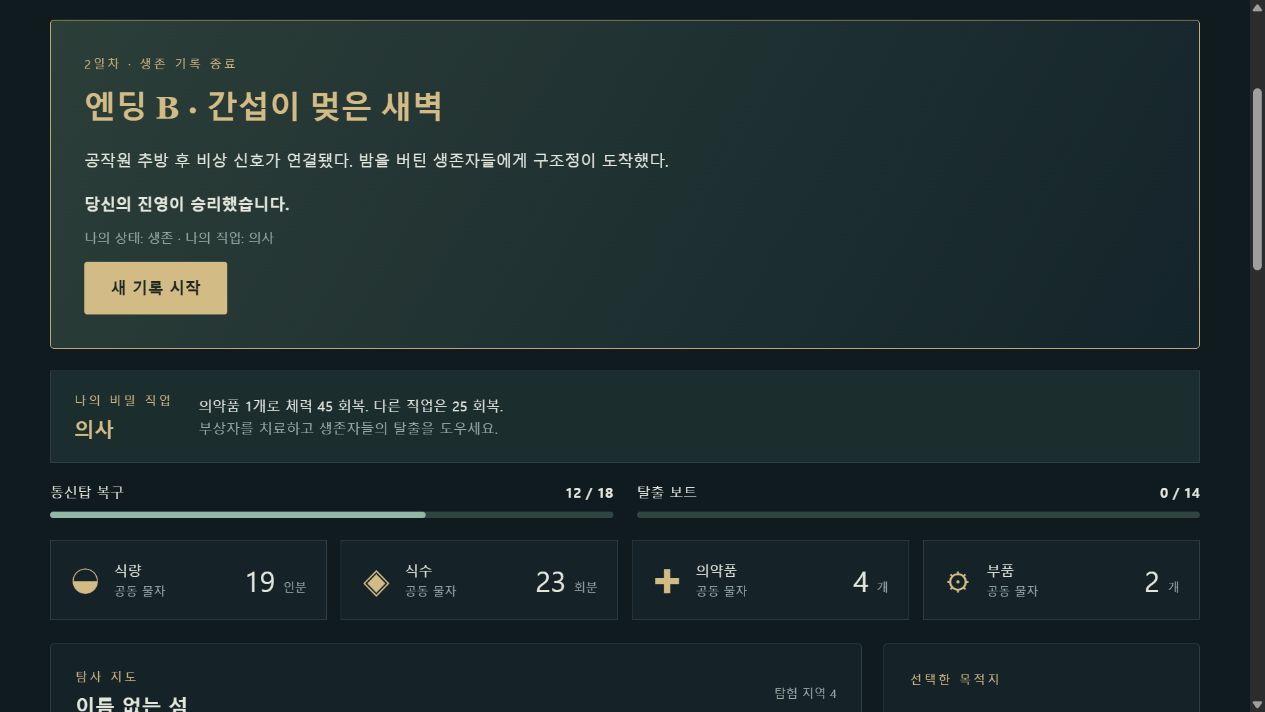 2일차 · 생존 기록 종료
엔딩 B · 간섭이 멎은 새벽
공작원 추방 후 비상 신호가 연결됐다. 밤을 버틴 생존자들에게 구조정이 도착했다.
당신의 진영이 승리했습니다.
나의 상태: 생존 · 나의 직업: 의사
새 기록 시작
나의 비밀 직업
의사
의약품 1개로 체력 45 회복. 다른 직업은 25 회복.
부상자를 치료하고 생존자들의 탈출을 도우세요.
통신탑 복구 12 / 18
탈출 보트 0 / 14
식량
공동 물자
19 인분
식수
공동 물자
23 회분
의약품
공동 물자
4 개
부품
공동 물자
2 개
탐사 지도
이름 없는 섬
탐험 지역 4
선택한 목적지